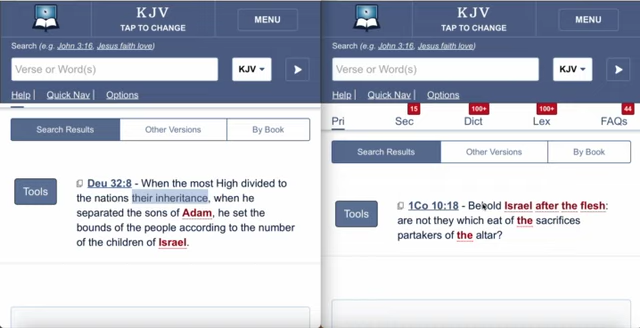 KJV
TAP TO CHANGE
MENU
Search (e.g. John 3:16, Jesus faith love)
Verse or Word(s)
KJV
Help | Quick Nav | Options
Search Results
Other Versions
By Book
Tools
Deu 32:8 - When the most High divided to
the nations their inheritance, when he
separated the sons of Adam, he set the
bounds of the people according to the number
of the children of Israel.
KJV
TAP TO CHANGE
MENU
Search (e.g. John 3:16, Jesus faith love)
Verse or Word(s)
KJV
Help | Quick Nav | Options
15 100+ 100+ 44
Pri Sec Dict Lex FAQs
Search Results
Other Versions
By Book
Tools
1Co 10:18 - Behold Israel after the flesh:
are not they which eat of the sacrifices
partakers of the altar?